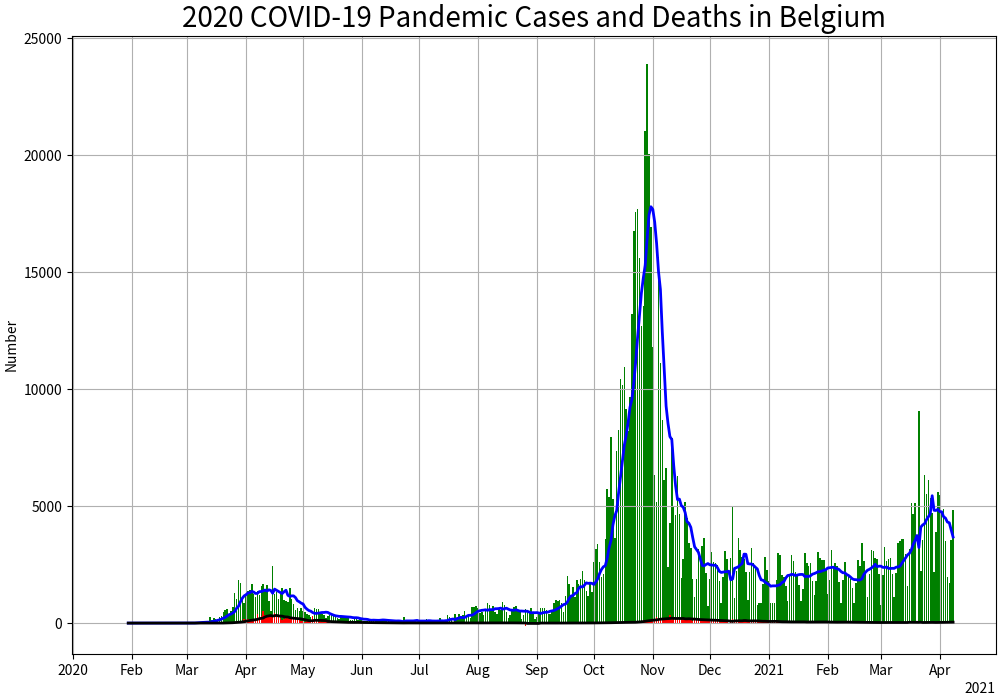 2020 COVID-19 Pandemic Cases and Deaths in Belgium
25000
20000
15000
10000
5000
0
Number
2020 Feb Mar Apr May Jun Jul Aug Sep Oct Nov Dec 2021 Feb Mar Apr
2021